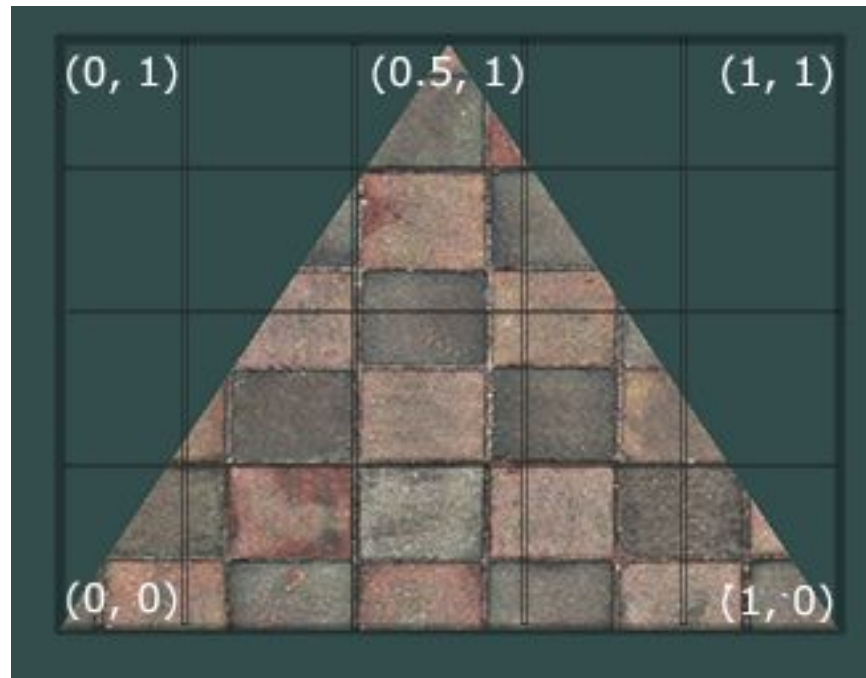 (0, 1) (0.5, 1) (1, 1)
(0, 0) (1, 0)